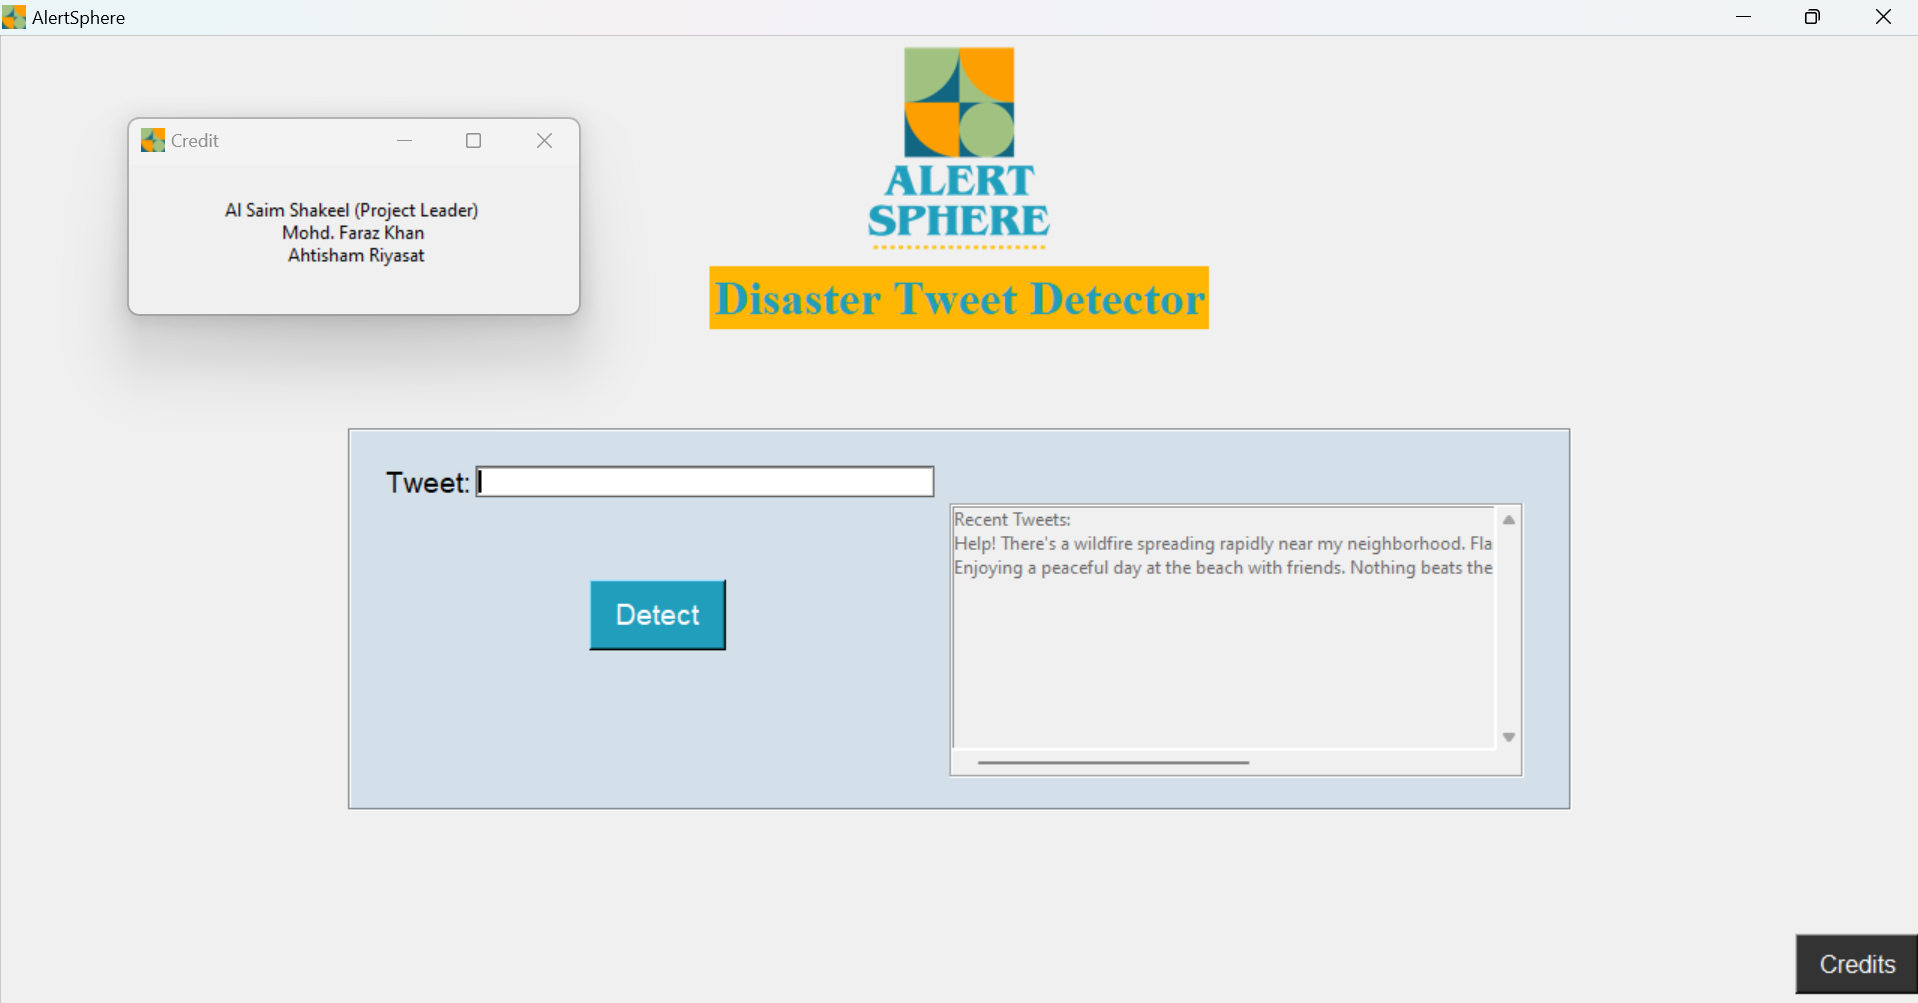 AlertSphere
Credit
Al Saim Shakeel (Project Leader)
Mohd. Faraz Khan
Ahtisham Riyasat
ALERT
SPHERE
Disaster Tweet Detector
Tweet:
Detect
Recent Tweets:
Help! There's a wildfire spreading rapidly near my neighborhood. Fla
Enjoying a peaceful day at the beach with friends. Nothing beats the
Credits